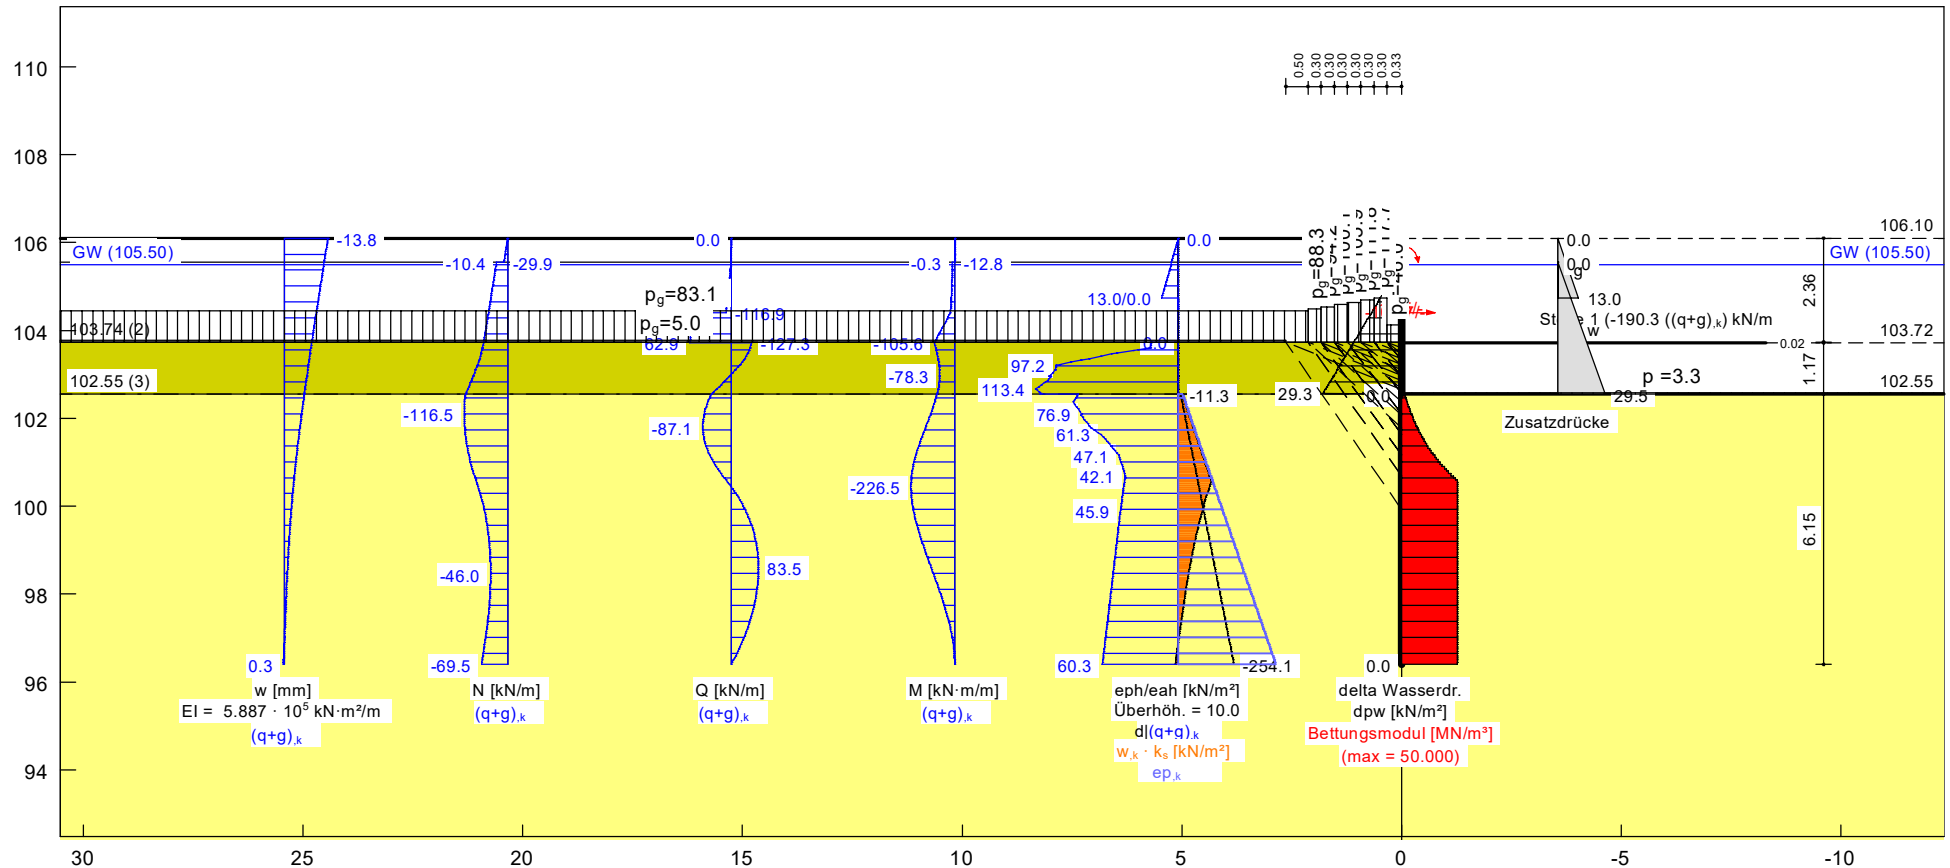 0.50 0.30 0.30 0.30 0.30 0.30 0.30 0.33
110
108
106
104
102
100
98
96
94
30 25 20 15 10 5 0 -5 -10
GW (105.50)
103.74 (2)
102.55 (3)
-13.8
0.3
w [mm]
EI = 5.887 · 10⁵ kN·m²/m
(q+g),k
-10.4
-29.9
-116.5
-46.0
-69.5
N [kN/m]
(q+g),k
0.0
pg=83.1
-116.9
pg=5.0
62.9
-127.3
-87.1
83.5
Q [kN/m]
(q+g),k
-0.3
-12.8
-105.6
-78.3
-226.5
M [kN·m/m]
(q+g),k
0.0
13.0/0.0
0.0
97.2
113.4
76.9
61.3
47.1
42.1
45.9
60.3
-11.3
-254.1
eph/eah [kN/m²]
Überhöh. = 10.0
(q+g),k
w,k · ks [kN/m²]
ep,k
pg=88.3
29.3
0.0
0.0
delta Wasserdr.
dpw [kN/m²]
Bettungsmodul [MN/m³]
(max = 50.000)
0.0
0.0
g
13.0
1 (-190.3 ((q+g),k) kN/m
w
0.02
p =3.3
29.5
Zusatzdrücke
106.10
GW (105.50)
2.36
103.72
1.17
102.55
6.15